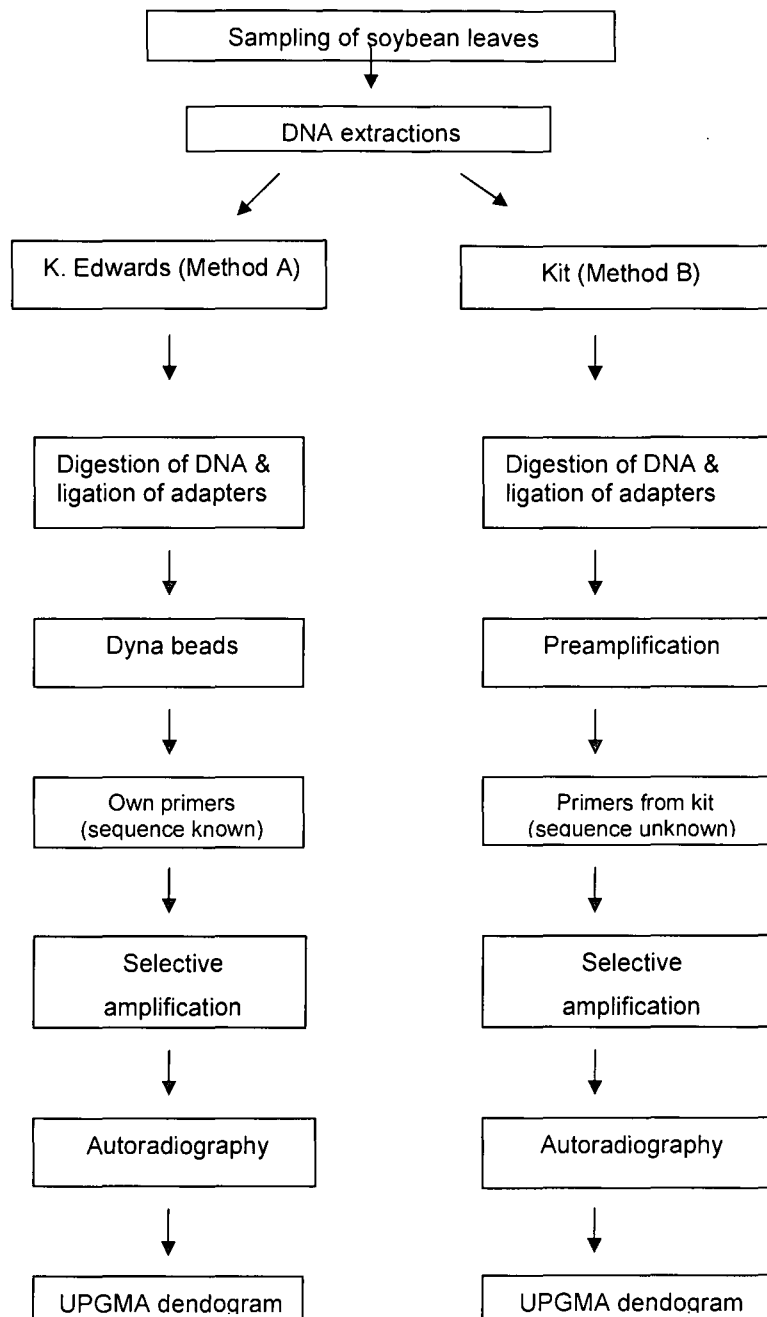 Sampling of soybean leaves
DNA extractions
K. Edwards (Method A)
Kit (Method B)
Digestion of DNA &
ligation of adapters
Digestion of DNA &
ligation of adapters
Dyna beads
Preamplification
Own primers
(sequence known)
Primers from kit
(sequence unknown)
Selective
amplification
Selective
amplification
Autoradiography
Autoradiography
UPGMA dendogram
UPGMA dendogram